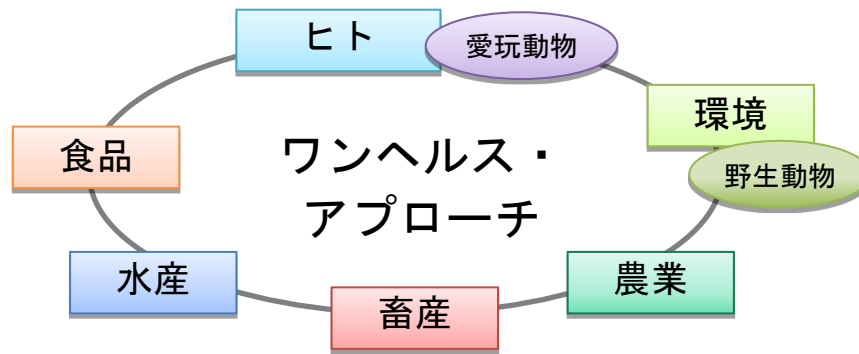 ヒト
愛玩動物
環境
野生動物
食品
ワンヘルス・
アプローチ
水産
農業
畜産